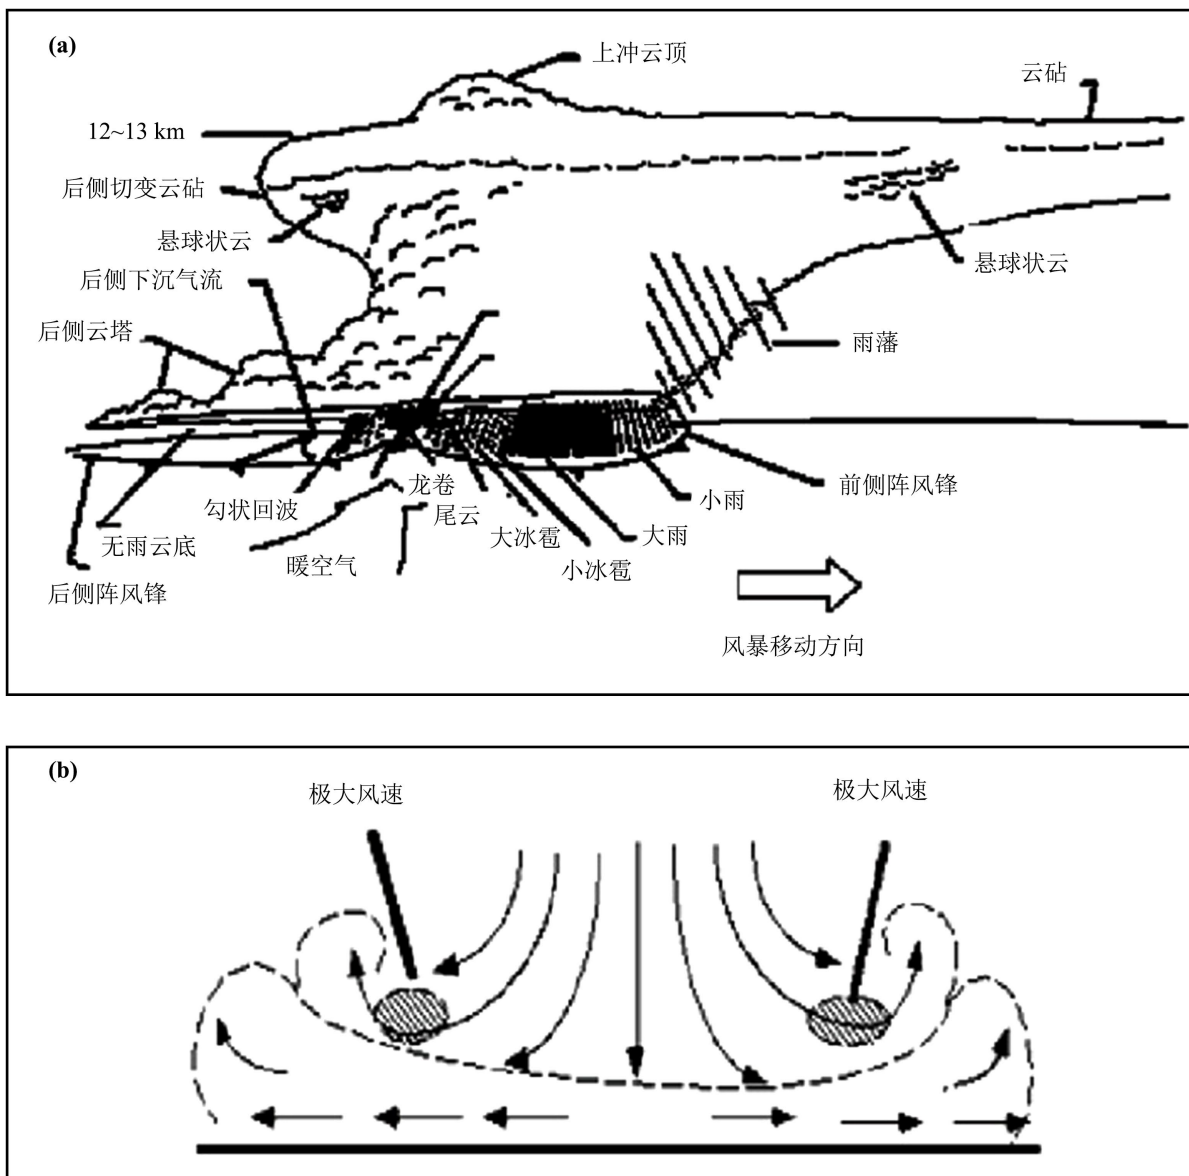 (a)
上冲云顶
云砧
12~13 km
后侧切变云砧
悬球状云
后侧下沉气流
悬球状云
后侧云塔
雨藩
龙卷
前侧阵风锋
小雨
勾状回波
尾云
大冰雹
大雨
无雨云底
暖空气
小冰雹
后侧阵风锋
风暴移动方向
(b)
极大风速
极大风速